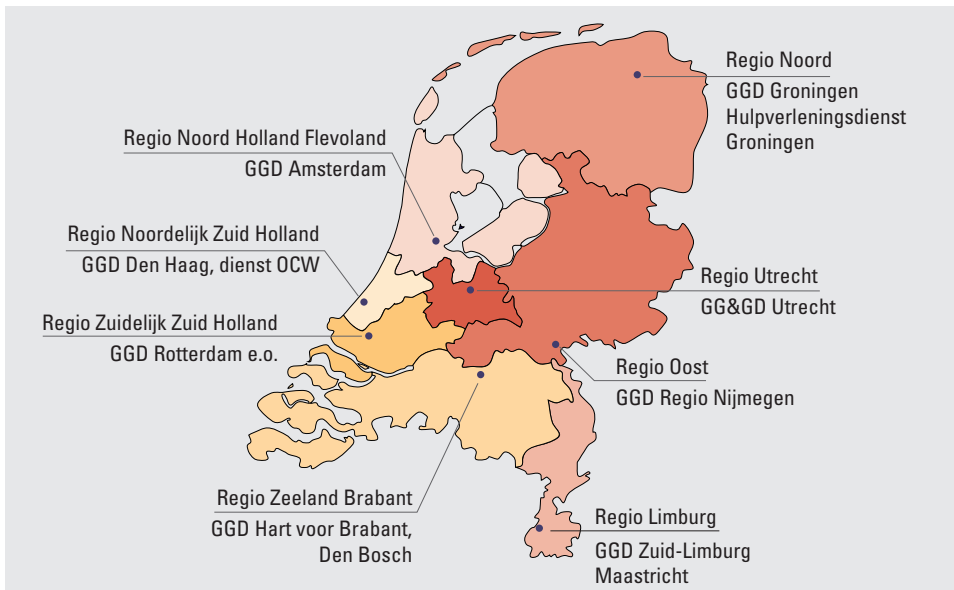 Regio Noord
GGD Groningen
Hulpverleningsdienst
Groningen
Regio Noord Holland Flevoland
GGD Amsterdam
Regio Noordelijk Zuid Holland
GGD Den Haag, dienst OCW
Regio Utrecht
GG&GD Utrecht
Regio Zuidelijk Zuid Holland
GGD Rotterdam e.o.
Regio Oost
GGD Regio Nijmegen
Regio Zeeland Brabant
GGD Hart voor Brabant,
Den Bosch
Regio Limburg
GGD Zuid-Limburg
Maastricht